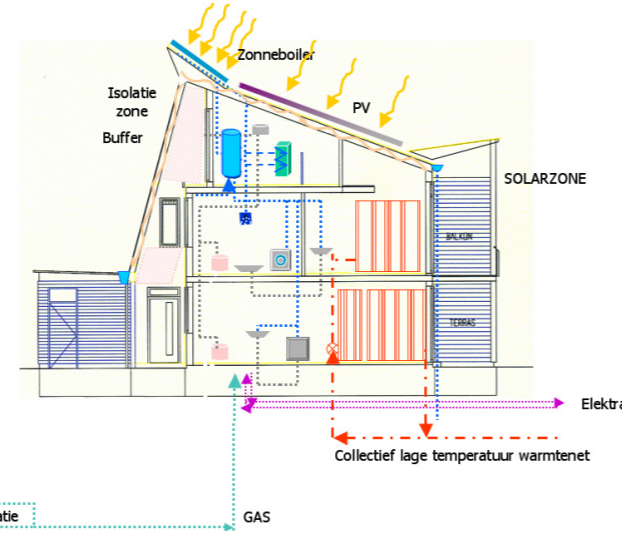 Zonneboiler
Isolatie
zone
PV
Buffer
SOLARZONE
BALKON
TERRAS
Elektra
Collectief lage temperatuur warmtenet
GAS
atie